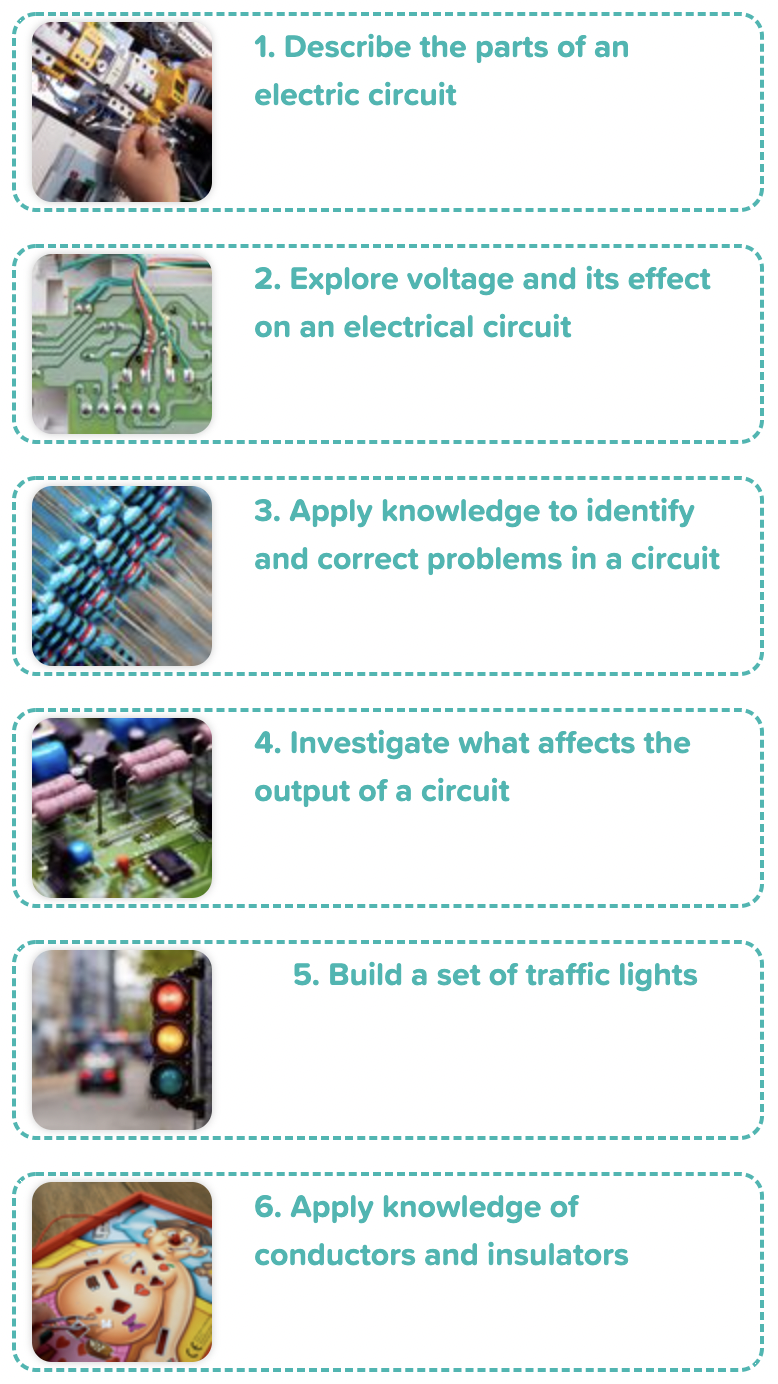 1. Describe the parts of an
electric circuit
2. Explore voltage and its effect
on an electrical circuit
3. Apply knowledge to identify
and correct problems in a circuit
4. Investigate what affects the
output of a circuit
5. Build a set of traffic lights
6. Apply knowledge of
conductors and insulators